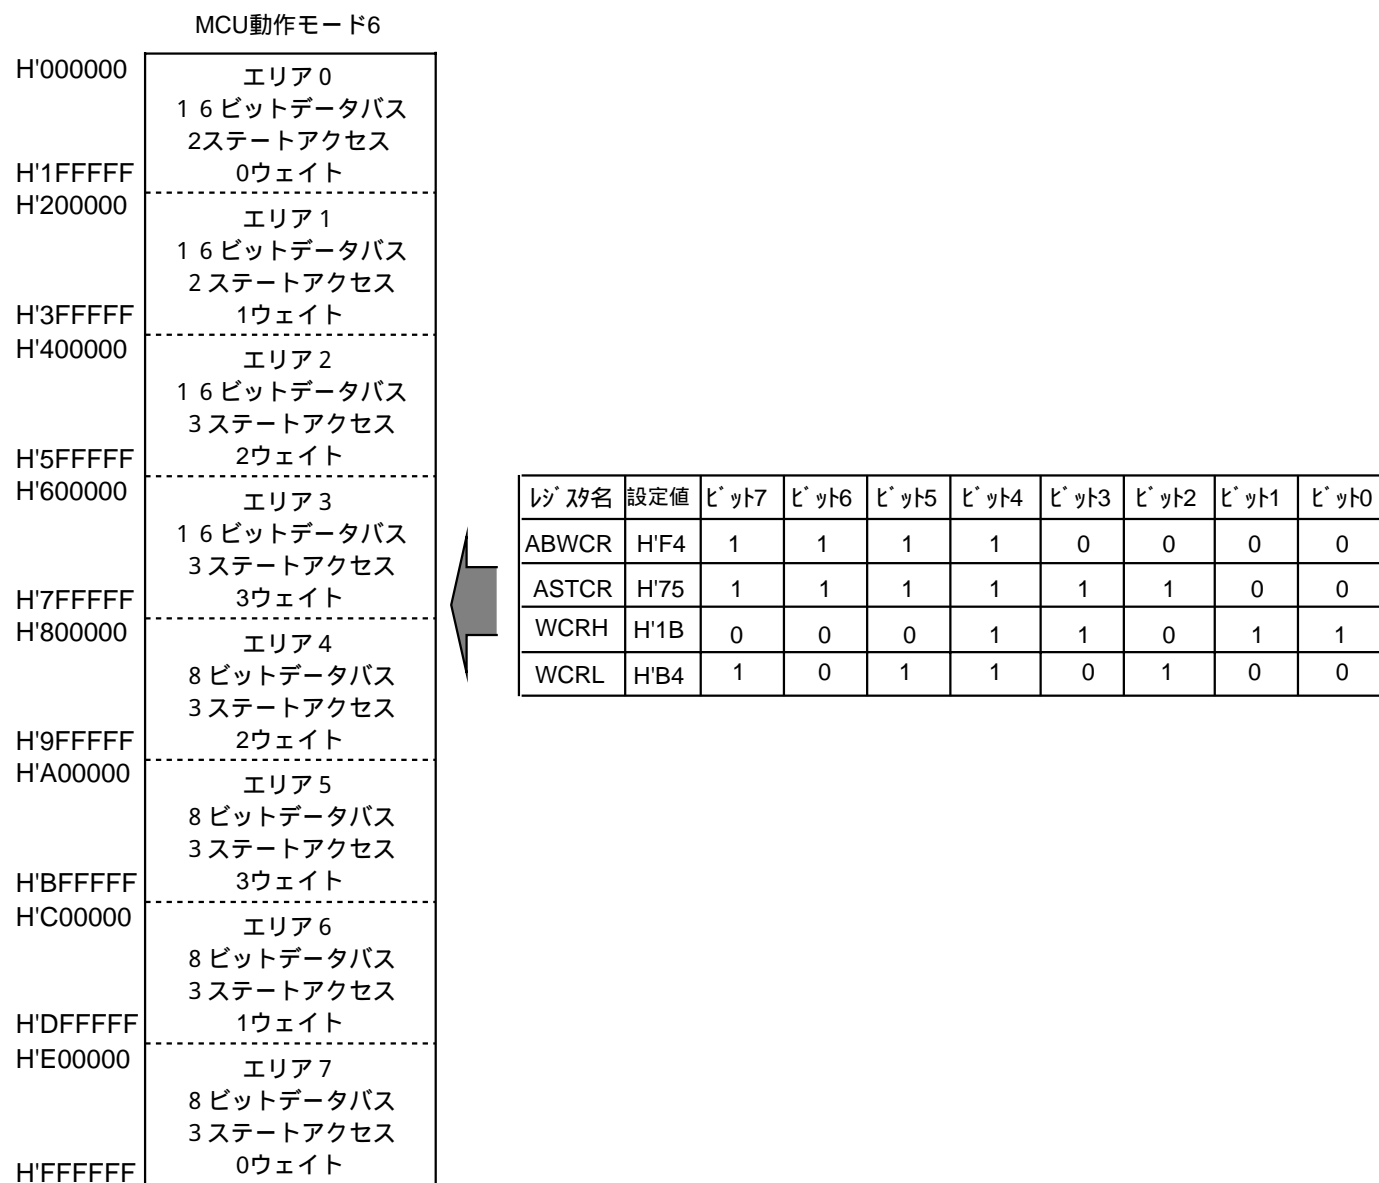 MCU動作モード6
H'000000
エリア0
16ビットデータバス
2ステートアクセス
0ウェイト
H'1FFFFF
H'200000
エリア1
16ビットデータバス
2ステートアクセス
1ウェイト
H'3FFFFF
H'400000
エリア2
16ビットデータバス
3ステートアクセス
2ウェイト
H'5FFFFF
H'600000
エリア3
16ビットデータバス
3ステートアクセス
3ウェイト
H'7FFFFF
H'800000
エリア4
8ビットデータバス
3ステートアクセス
2ウェイト
H'9FFFFF
H'A00000
エリア5
8ビットデータバス
3ステートアクセス
3ウェイト
H'BFFFFF
H'C00000
エリア6
8ビットデータバス
3ステートアクセス
1ウェイト
H'DFFFFF
H'E00000
エリア7
8ビットデータバス
3ステートアクセス
0ウェイト
H'FFFFFF
レジスタ名 設定値 ビット7 ビット6 ビット5 ビット4 ビット3 ビット2 ビット1 ビット0
ABWCR H'F4 1 1 1 1 0 0 0 0
ASTCR H'75 1 1 1 1 1 1 0 0
WCRH H'1B 0 0 0 1 1 0 1 1
WCRL H'B4 1 0 1 1 0 1 0 0